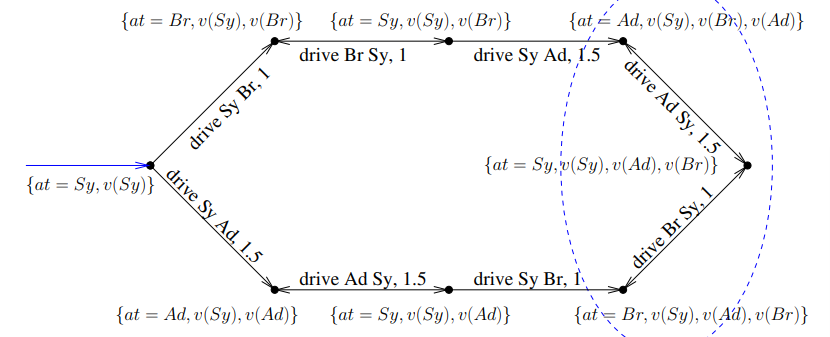 {at = Br, v(Sy), v(Br)} {at = Sy, v(Sy), v(Br)} {at = Ad, v(Sy), v(Br), v(Ad)}
drive Br Sy, 1 drive Sy Ad, 1.5
drive Sy Br, 1
drive Ad Sy, 1.5
{at = Sy, v(Sy), v(Ad), v(Br)}
{at = Sy, v(Sy)}
drive Sy Ad, 1.5
drive Br Sy, 1
drive Ad Sy, 1.5 drive Sy Br, 1
{at = Ad, v(Sy), v(Ad)} {at = Sy, v(Sy), v(Ad)} {at = Br, v(Sy), v(Ad), v(Br)}